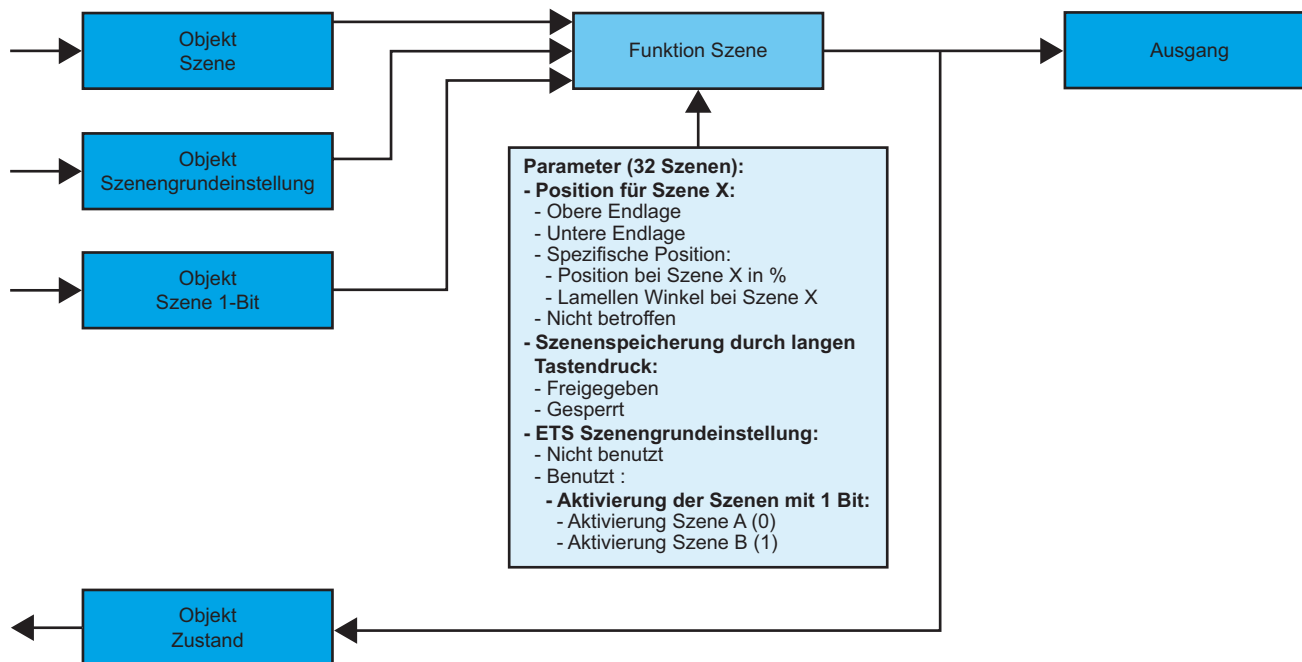 Objekt
Szene
Funktion Szene
Ausgang
Objekt
Szenengrundeinstellung
Objekt
Szene 1-Bit
Parameter (32 Szenen):
- Position für Szene X:
- Obere Endlage
- Untere Endlage
- Spezifische Position:
- Position bei Szene X in %
- Lamellen Winkel bei Szene X
- Nicht betroffen
- Szenenspeicherung durch langen
Tastendruck:
- Freigegeben
- Gesperrt
- ETS Szenengrundeinstellung:
- Nicht benutzt
- Benutzt :
- Aktivierung der Szenen mit 1 Bit:
- Aktivierung Szene A (0)
- Aktivierung Szene B (1)
Objekt
Zustand